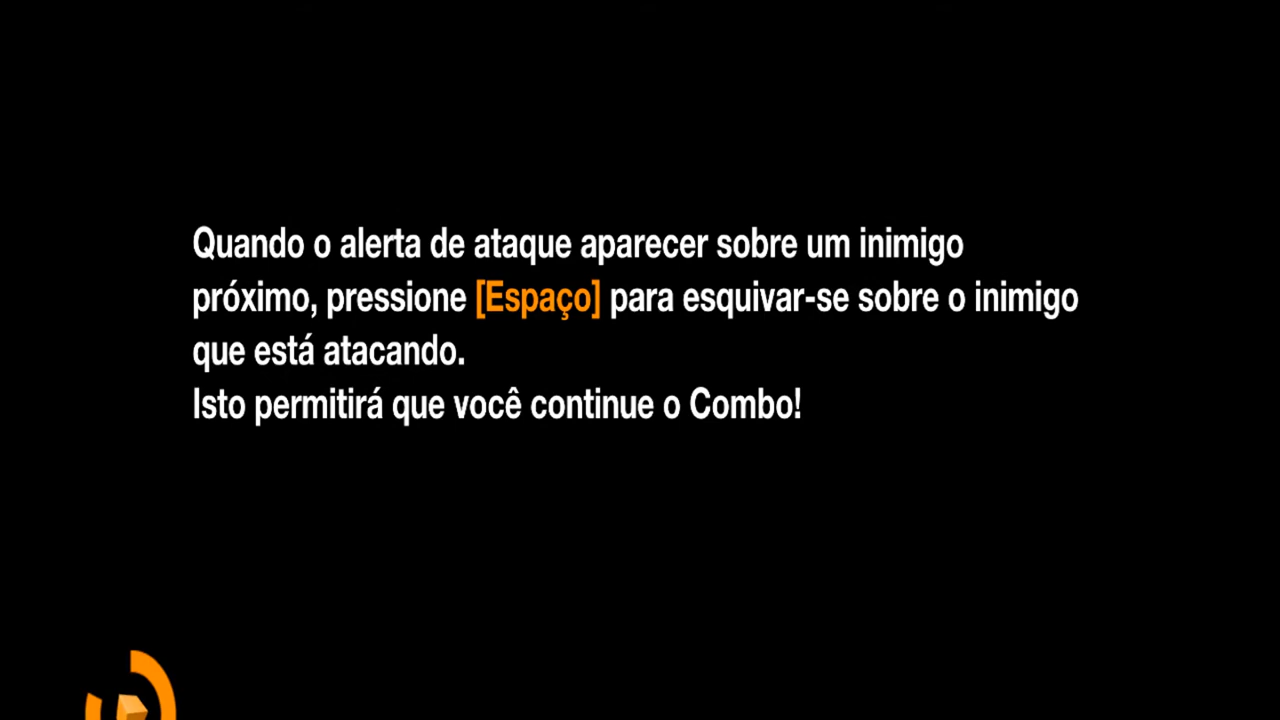 Quando o alerta de ataque aparecer sobre um inimigo
próximo, pressione [Espaço] para esquivar-se sobre o inimigo
que está atacando.
Isto permitirá que você continue o Combo!